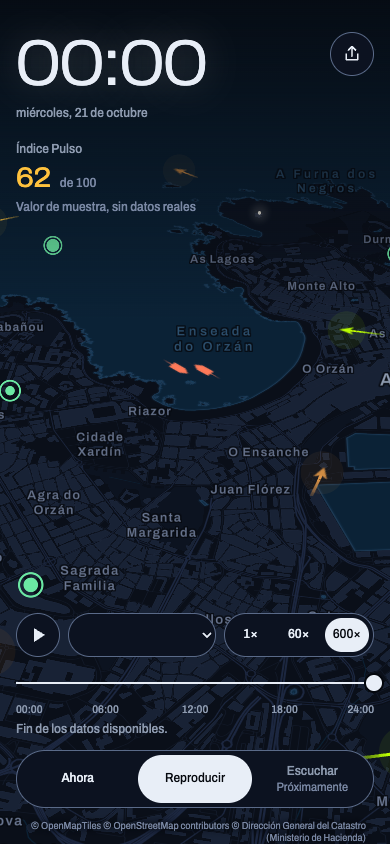 00:00
miércoles, 21 de octubre
Índice Pulso
62 de 100
Valor de muestra, sin datos reales
A Furna dos
Negros
As Lagoas
Monte Alto
Enseada
do Orzán
As
O Orzán
A
Riazor
Cidade
Xardín
O Ensanche
Juan Flórez
Agra do
Orzán
Santa
Margarida
Sagrada
Familia
1× 60× 600×
00:00 06:00 12:00 18:00 24:00
Fin de los datos disponibles.
Ahora
Reproducir
Escuchar
Próximamente
© OpenMapTiles © OpenStreetMap contributors © Dirección General del Catastro
(Ministerio de Hacienda)